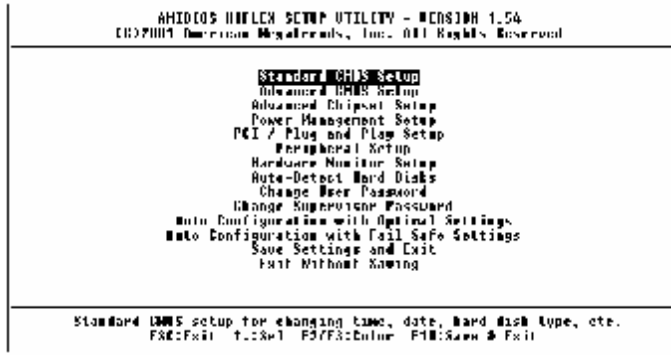 AMIBIOS HIFLEX SETUP UTILITY - VERSION 1.54
(C)2001 American Megatrends, Inc. All Rights Reserved
Standard CMOS Setup
Advanced CMOS Setup
Advanced Chipset Setup
Power Management Setup
PCI / Plug and Play Setup
Peripheral Setup
Hardware Monitor Setup
Auto-Detect Hard Disks
Change User Password
Change Supervisor Password
Auto Configuration with Optimal Settings
Auto Configuration with Fail Safe Settings
Save Settings and Exit
Exit Without Saving
Standard CMOS setup for changing time, date, hard disk type, etc.
ESC:Exit ↑↓:Sel F2/F3:Color F10:Save & Exit